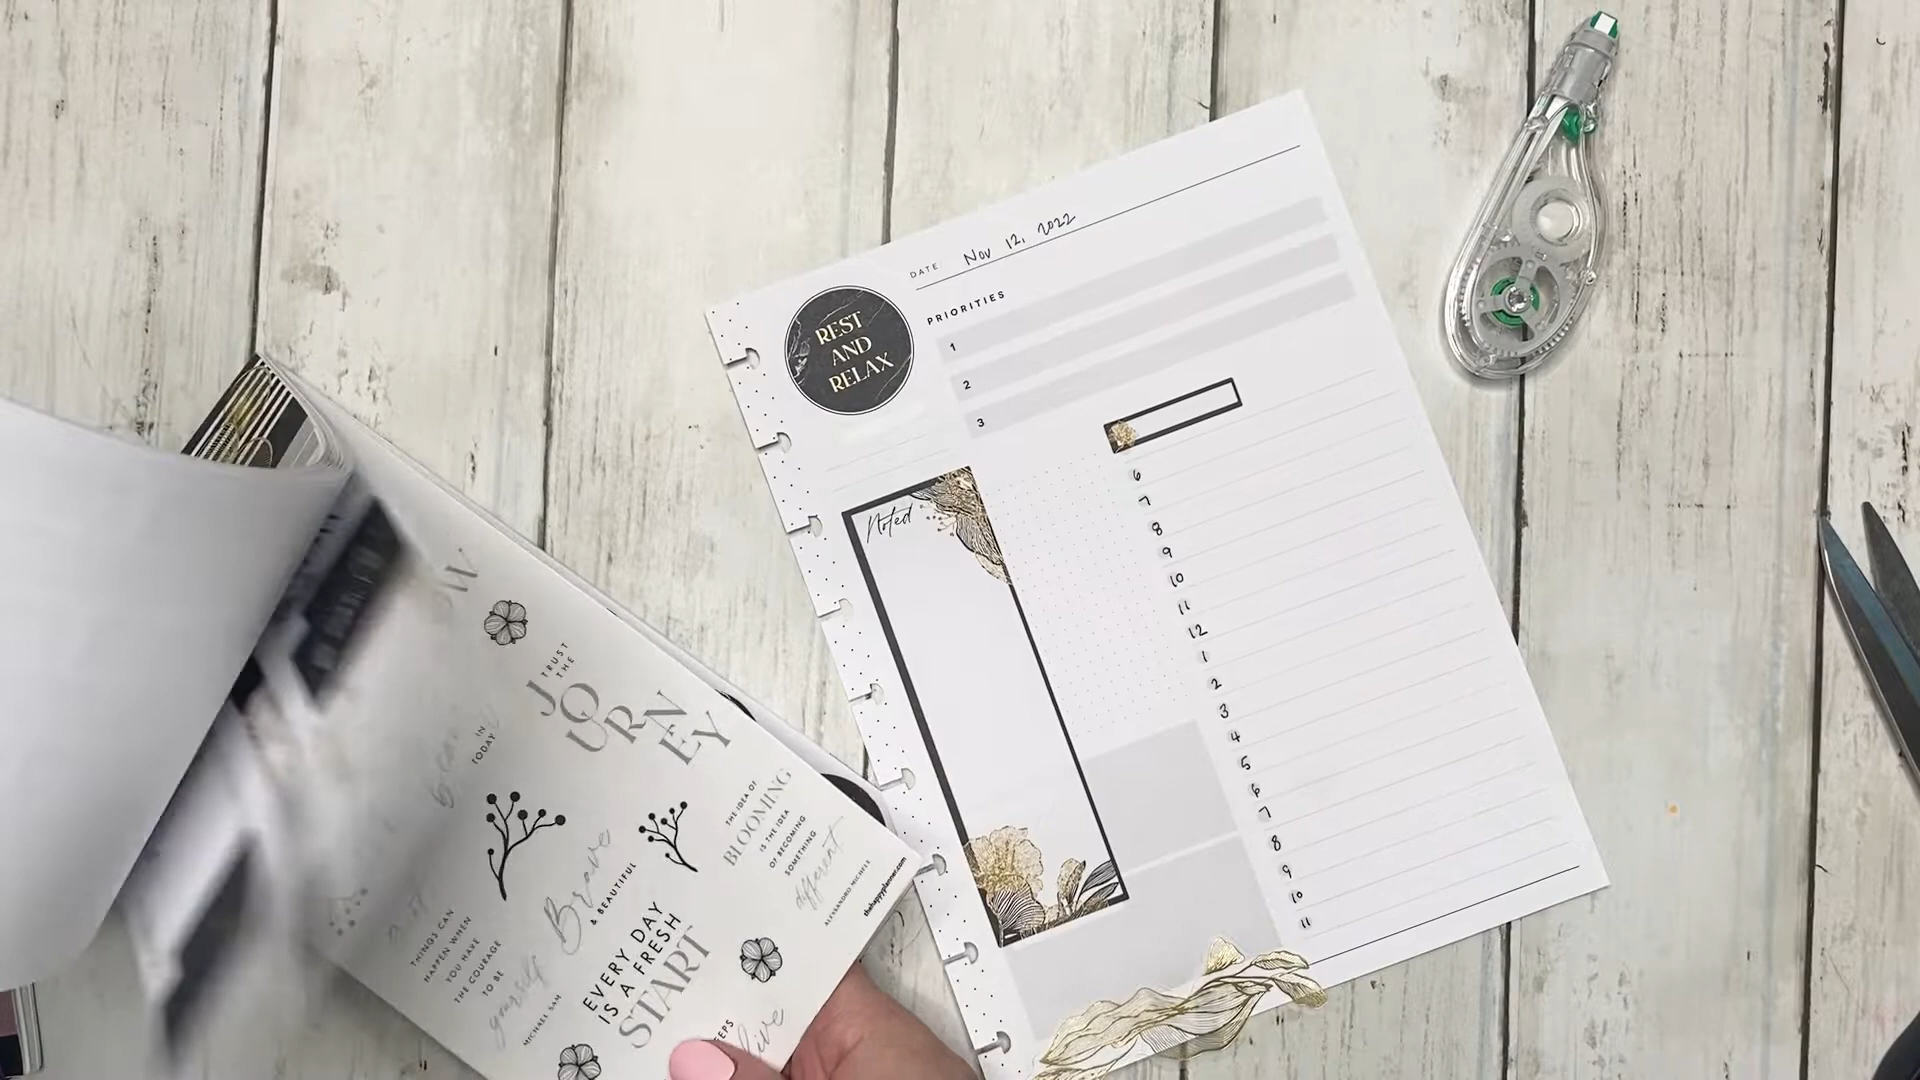 DATE Nov 12, 2022
PRIORITIES
1
2
3
REST
AND
RELAX
Noted
6
7
8
9
10
11
12
1
2
3
4
5
6
7
8
9
10
11
TRUST
THE
JOURNEY
IN
TODAY
THE IDEA OF
BLOOMING
IS THE IDEA
OF BECOMING
SOMETHING
different
ALESSANDRO MICHELE
thehappyplanner.com
Brave
& BEAUTIFUL
THINGS CAN
HAPPEN WHEN
YOU HAVE
THE COURAGE
TO BE
yourself
MICHAEL SAM
EVERY DAY
IS A FRESH
START